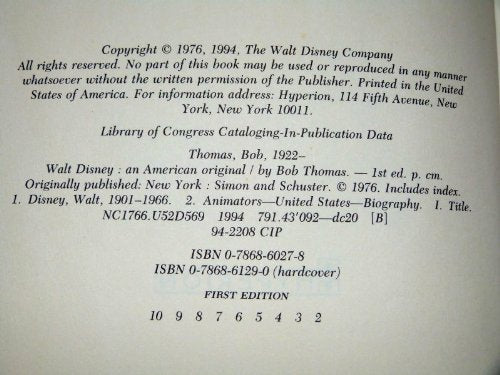 Copyright © 1976, 1994, The Walt Disney Company
All rights reserved. No part of this book may be used or reproduced in any manner
whatsoever without the written permission of the Publisher. Printed in the United
States of America. For information address: Hyperion, 114 Fifth Avenue, New
York, New York 10011.
Library of Congress Cataloging-In-Publication Data
Thomas, Bob, 1922–
Walt Disney : an American original / by Bob Thomas. — 1st ed. p. cm.
Originally published: New York : Simon and Schuster. © 1976. Includes index.
1. Disney, Walt, 1901–1966. 2. Animators—United States—Biography. I. Title.
NC1766.U52D569 1994 791.43'092—dc20 [B]
94-2208 CIP
ISBN 0-7868-6027-8
ISBN 0-7868-6129-0 (hardcover)
FIRST EDITION
10 9 8 7 6 5 4 3 2